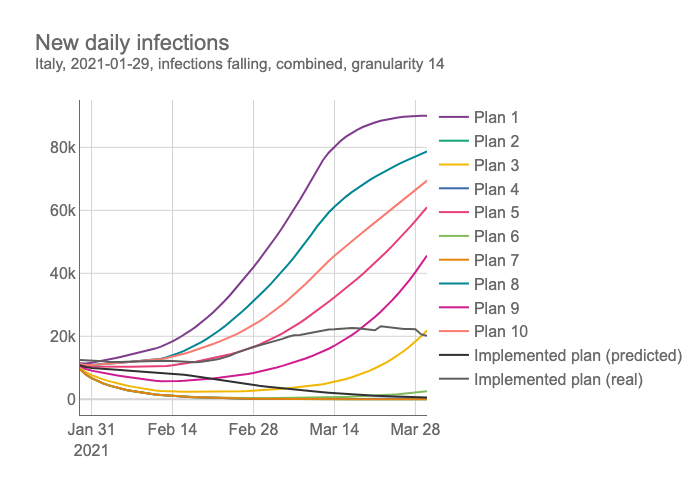 New daily infections
Italy, 2021-01-29, infections falling, combined, granularity 14
80k
60k
40k
20k
0
Jan 31
2021
Feb 14
Feb 28
Mar 14
Mar 28
Plan 1
Plan 2
Plan 3
Plan 4
Plan 5
Plan 6
Plan 7
Plan 8
Plan 9
Plan 10
Implemented plan (predicted)
Implemented plan (real)